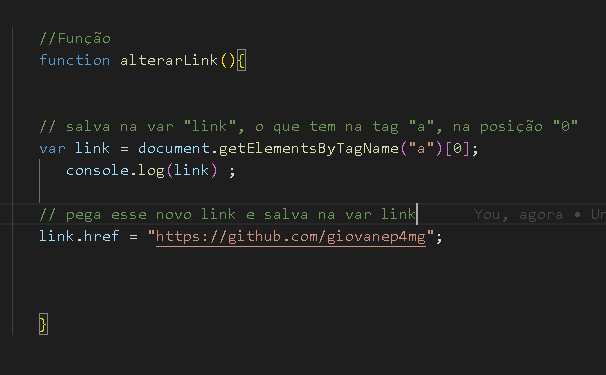 //Função
function alterarLink(){
// salva na var "link", o que tem na tag "a", na posição "0"
var link = document.getElementsByTagName("a")[0];
console.log(link) ;
// pega esse novo link e salva na var link You, agora • Un
link.href = "https://github.com/giovanep4mg";
}